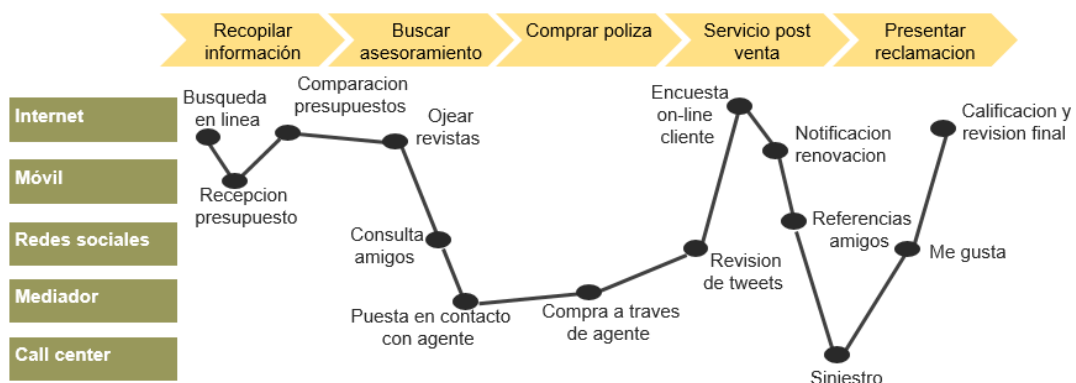 Recopilar
información
Buscar
asesoramiento
Comprar poliza
Servicio post
venta
Presentar
reclamacion
Internet
Móvil
Redes sociales
Mediador
Call center
Busqueda
en linea
Recepcion
presupuesto
Comparacion
presupuestos
Ojear
revistas
Consulta
amigos
Puesta en contacto
con agente
Compra a traves
de agente
Revision
de tweets
Encuesta
on-line
cliente
Notificacion
renovacion
Referencias
amigos
Siniestro
Me gusta
Calificacion y
revision final